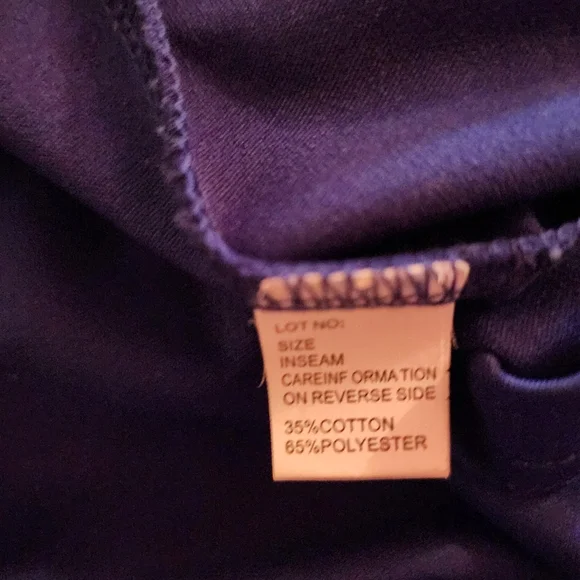 LOT NO:
SIZE
INSEAM
CAREINF ORMATION
ON REVERSE SIDE
35%COTTON
65%POLYESTER